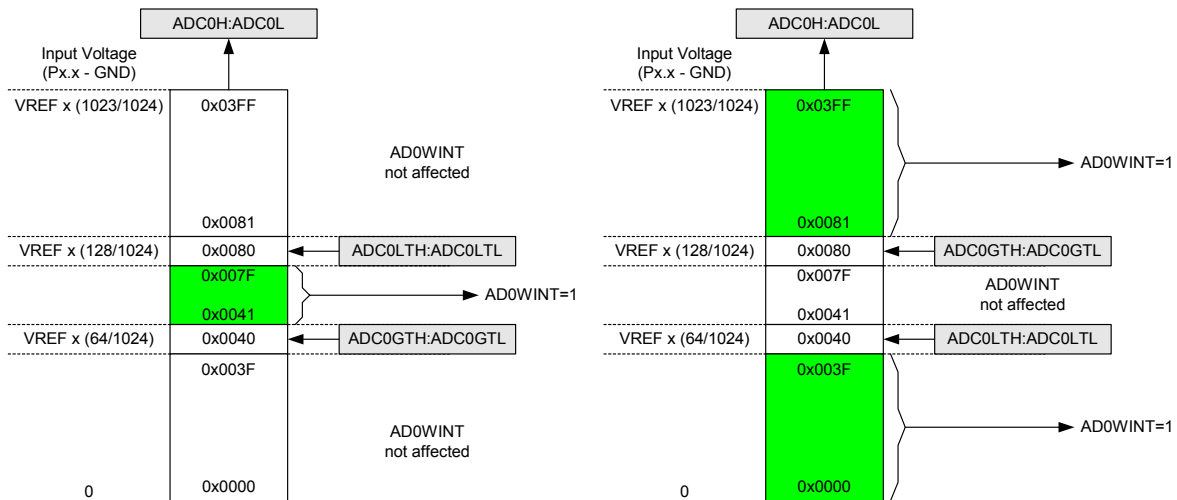 ADC0H:ADC0L
Input Voltage
(Px.x - GND)
VREF x (1023/1024)
0x03FF
AD0WINT
not affected
0x0081
VREF x (128/1024)
0x0080
ADC0LTH:ADC0LTL
0x007F
AD0WINT=1
0x0041
VREF x (64/1024)
0x0040
ADC0GTH:ADC0GTL
0x003F
AD0WINT
not affected
0
0x0000
ADC0H:ADC0L
Input Voltage
(Px.x - GND)
VREF x (1023/1024)
0x03FF
AD0WINT=1
0x0081
VREF x (128/1024)
0x0080
ADC0GTH:ADC0GTL
0x007F
AD0WINT
not affected
0x0041
VREF x (64/1024)
0x0040
ADC0LTH:ADC0LTL
0x003F
AD0WINT=1
0
0x0000